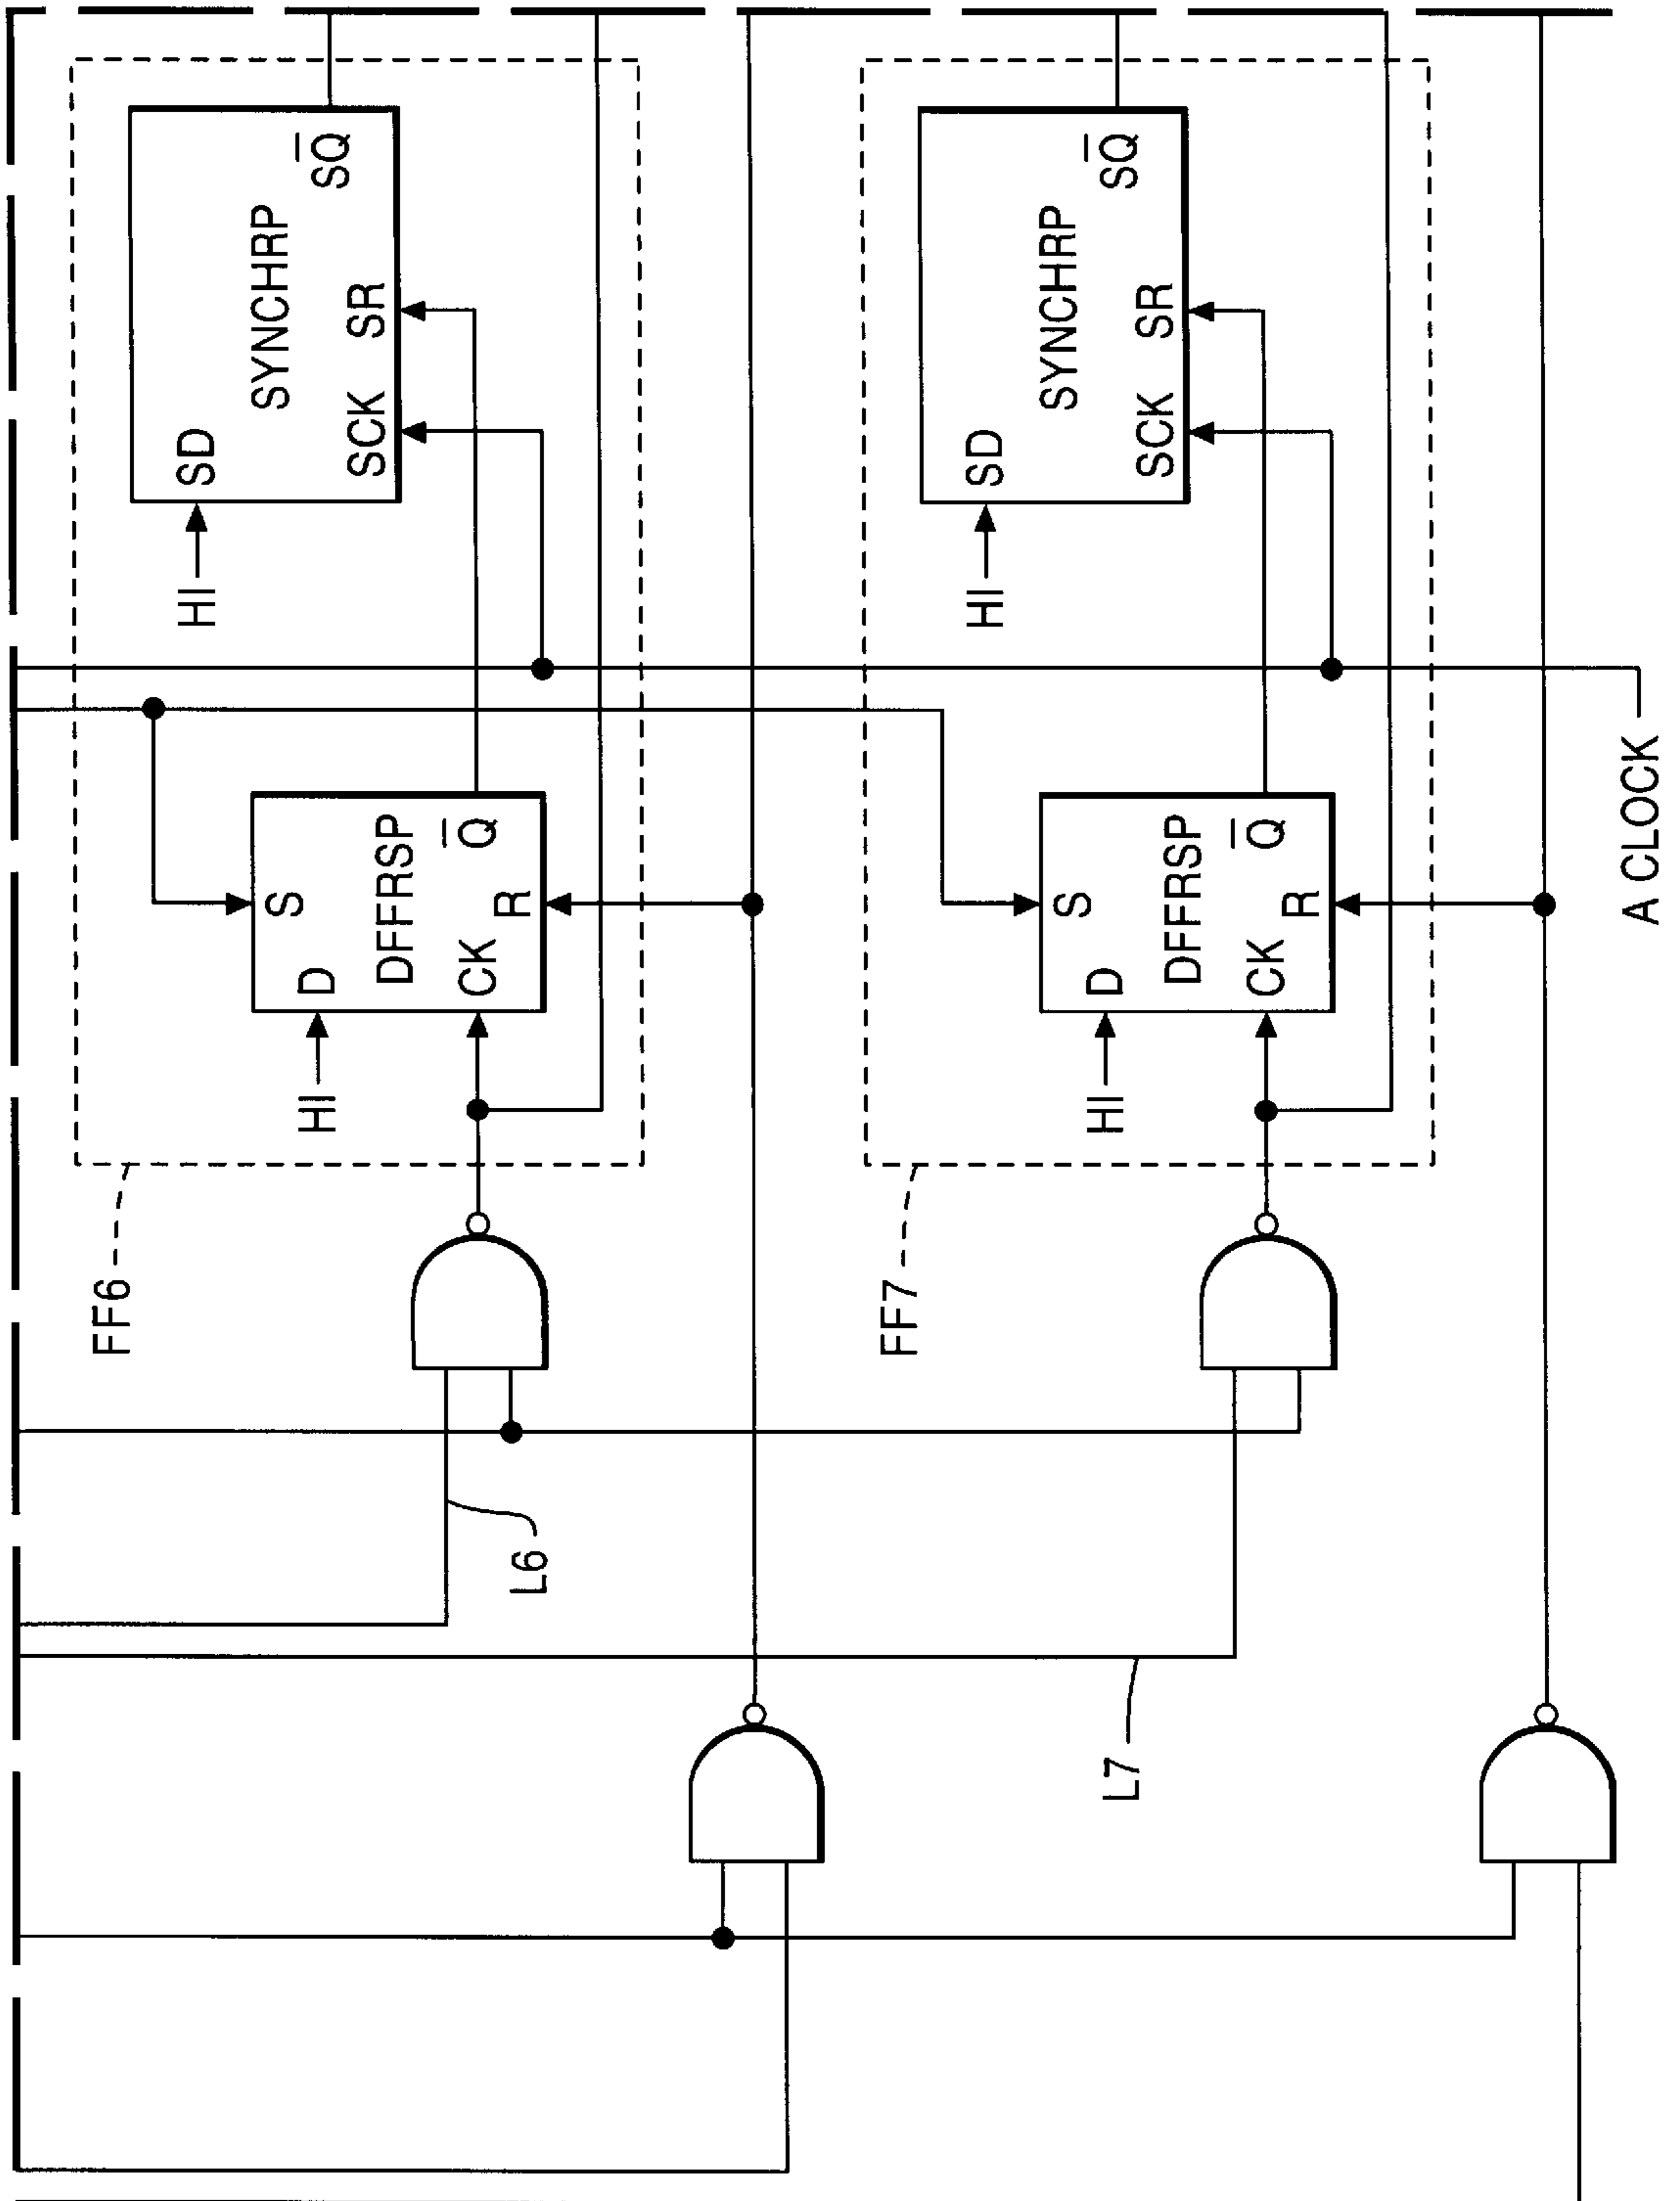 FF6
HI
D
S
DFFRSP
CK
Q̅
R
HI
SD
SYNCHRP
SCK
SR
SQ̅
L6
FF7
HI
D
S
DFFRSP
CK
Q̅
R
HI
SD
SYNCHRP
SCK
SR
SQ̅
L7
A CLOCK